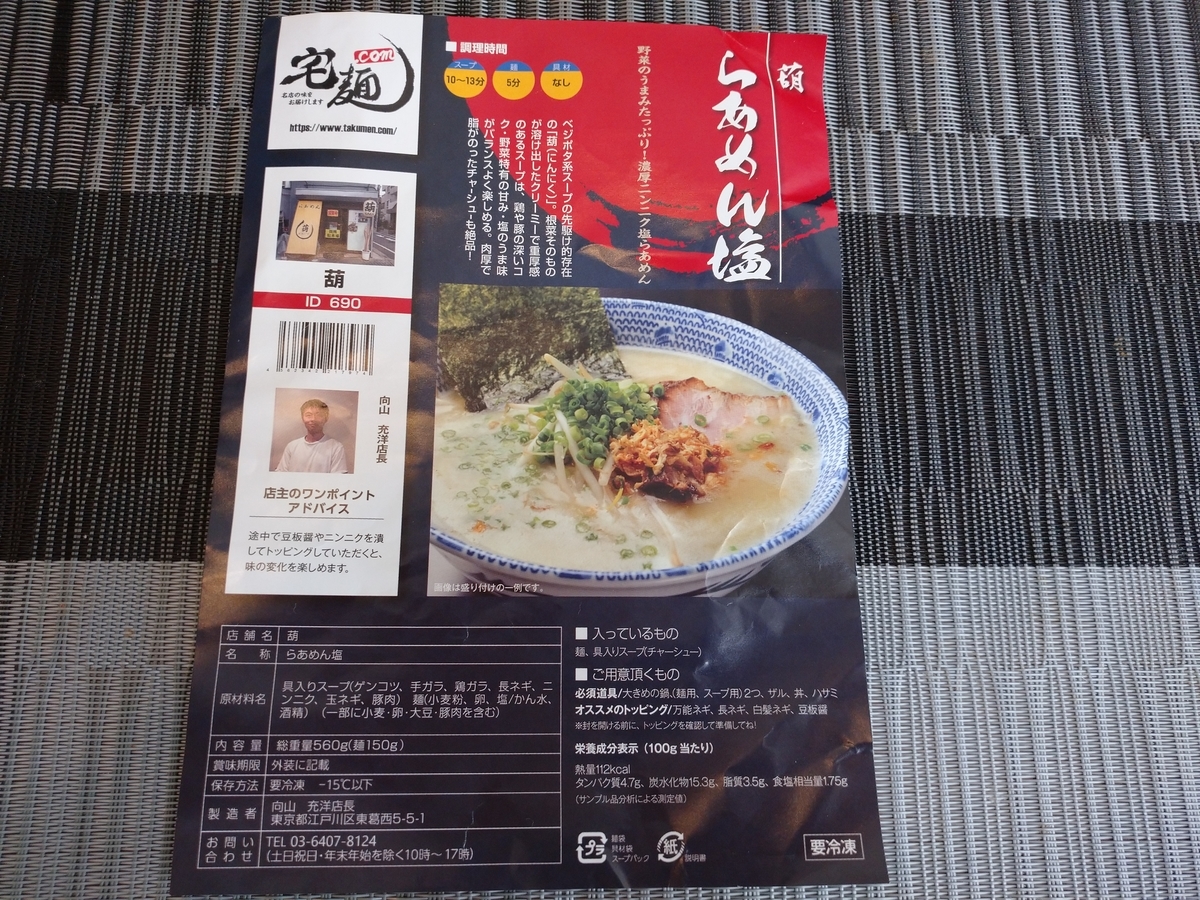 宅麺
.com
名店の味を
お届けします
https://www.takumen.com/
葫
ID 690
向山 充洋店長
店主のワンポイント
アドバイス
途中で豆板醤やニンニクを潰
してトッピングしていただくと、
味の変化を楽しめます。
■ 調理時間
スープ
10〜13分
麺
5分
具材
なし
葫
らあめん塩
野菜のうまみたっぷり！濃厚ニンニク塩らあめん
ベジポタ系スープの先駆け的存在
の「葫（にんにく）」。根菜そのもの
が溶け出したクリーミーで重厚感
のあるスープは、鶏や豚の深いコ
ク・野菜特有の甘み・塩のうま味
がバランスよく楽しめる。肉厚で
脂がのったチャーシューも絶品！
画像は盛り付けの一例です。
店舗名 葫
名称 らあめん塩
原材料名 具入りスープ(ゲンコツ、手ガラ、鶏ガラ、長ネギ、ニ
ンニク、玉ネギ、豚肉) 麺(小麦粉、卵、塩/かん水、
酒精) (一部に小麦・卵・大豆・豚肉を含む)
内容量 総重量560g(麺150g)
賞味期限 外装に記載
保存方法 要冷凍 −15℃以下
製造者 向山 充洋店長
東京都江戸川区東葛西5-5-1
お問い合わせ TEL 03-6407-8124
(土日祝日・年末年始を除く10時〜17時)
■ 入っているもの
麺、具入りスープ(チャーシュー)
■ ご用意頂くもの
必須道具/大きめの鍋、(麺用、スープ用)2つ、ザル、丼、ハサミ
オススメのトッピング/万能ネギ、長ネギ、白髪ネギ、豆板醤
※封を開ける前に、トッピングを確認して準備してね!
栄養成分表示（100g当たり）
熱量112kcal
タンパク質4.7g、炭水化物15.3g、脂質3.5g、食塩相当量1.75g
(サンプル品分析による測定値)
プラ
麺袋
具材袋
スープパック
紙
説明書
要冷凍